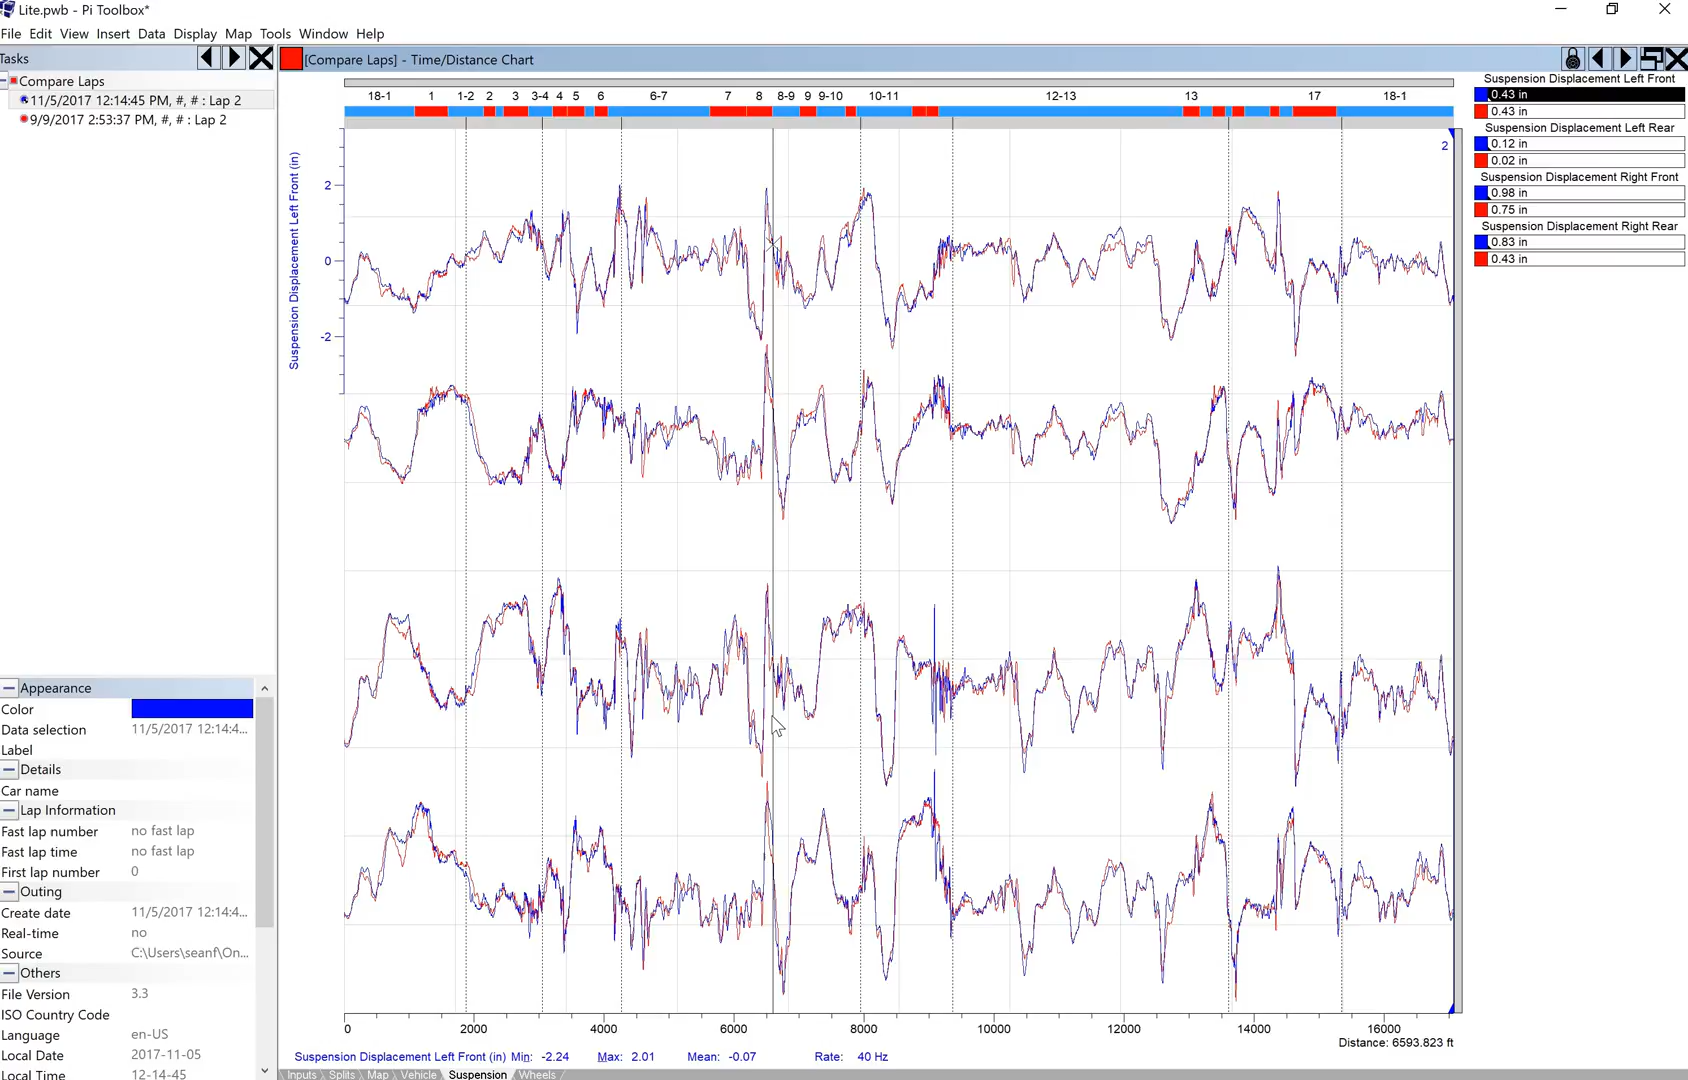 Lite.pwb - Pi Toolbox*
File Edit View Insert Data Display Map Tools Window Help
Tasks
Compare Laps
11/5/2017 12:14:45 PM, #, # : Lap 2
9/9/2017 2:53:37 PM, #, # : Lap 2
[Compare Laps] - Time/Distance Chart
18-1 1 1-2 2 3 3-4 4 5 6 6-7 7 8 8-9 9 9-10 10-11 12-13 13 17 18-1
2
Suspension Displacement Left Front (in)
2
0
-2
Suspension Displacement Left Front
0.43 in
0.43 in
Suspension Displacement Left Rear
0.12 in
0.02 in
Suspension Displacement Right Front
0.98 in
0.75 in
Suspension Displacement Right Rear
0.83 in
0.43 in
Appearance
Color
Data selection 11/5/2017 12:14:4...
Label
Details
Car name
Lap Information
Fast lap number no fast lap
Fast lap time no fast lap
First lap number 0
Outing
Create date 11/5/2017 12:14:4...
Real-time no
Source C:\Users\seanf\On...
Others
File Version 3.3
ISO Country Code
Language en-US
Local Date 2017-11-05
Local Time 12-14-45
0 2000 4000 6000 8000 10000 12000 14000 16000
Distance: 6593.823 ft
Suspension Displacement Left Front (in) Min: -2.24 Max: 2.01 Mean: -0.07 Rate: 40 Hz
Inputs Splits Map Vehicle Suspension Wheels